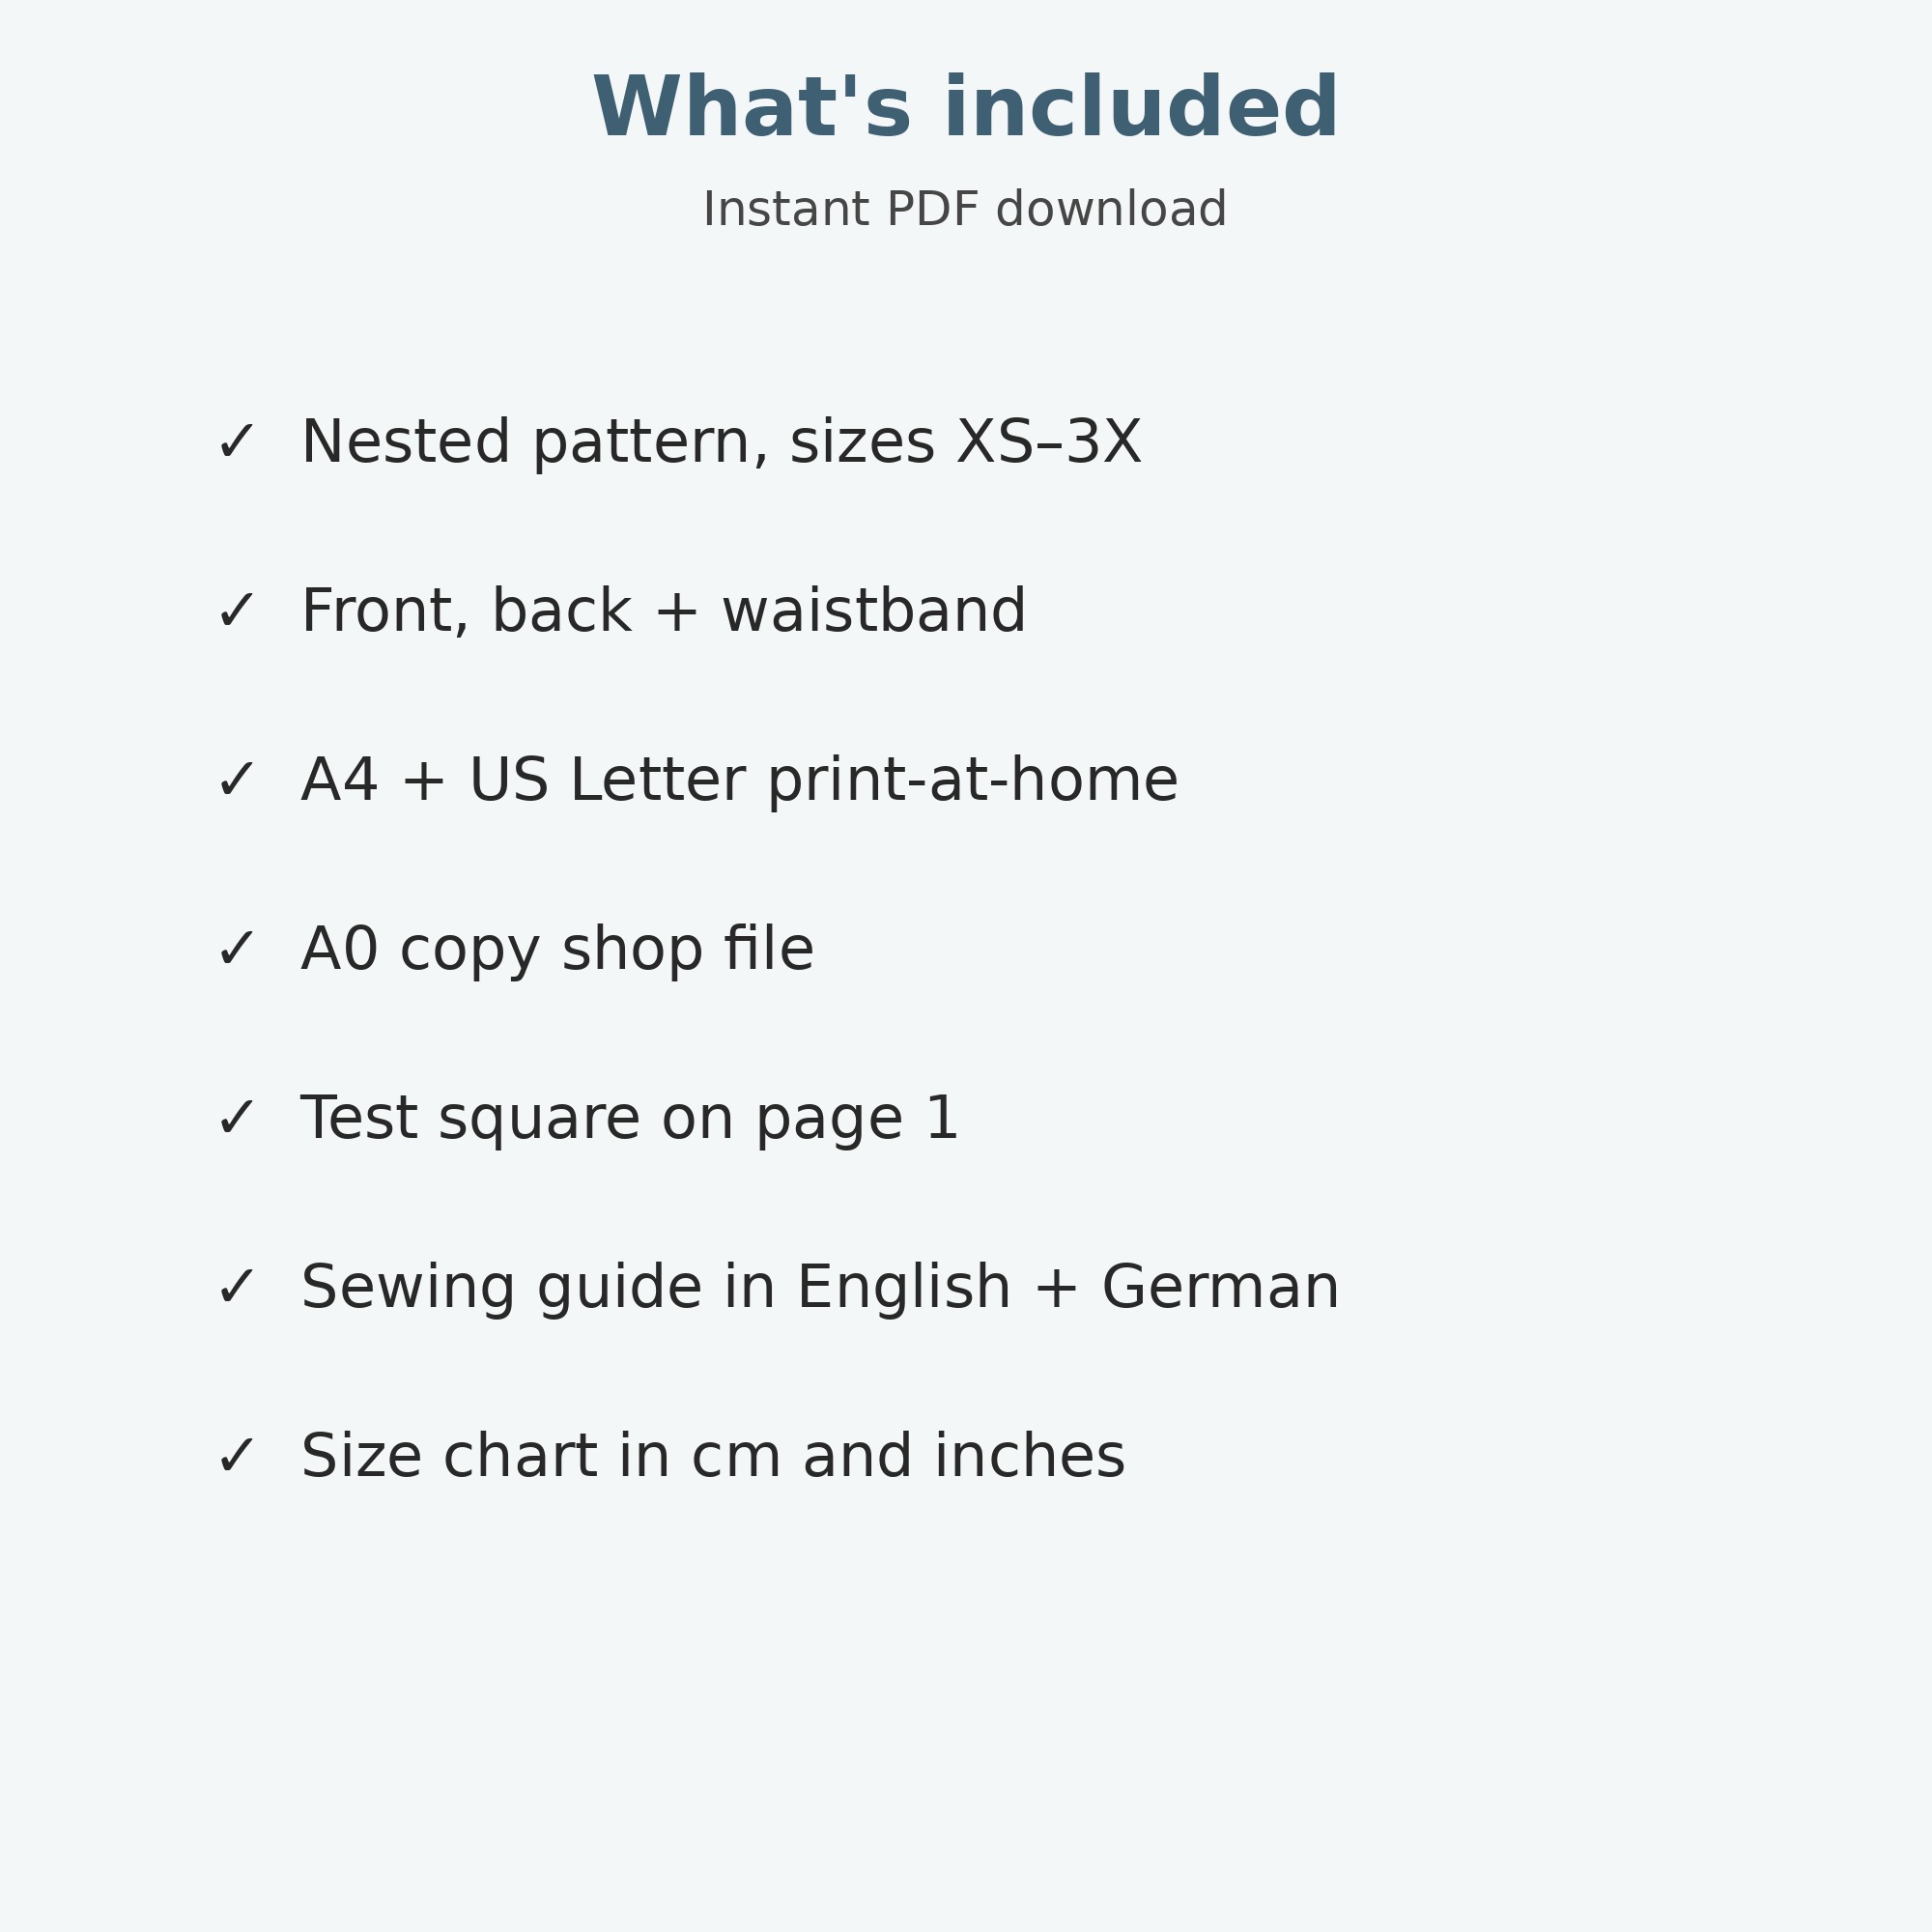 What's included
Instant PDF download
✓ Nested pattern, sizes XS–3X
✓ Front, back + waistband
✓ A4 + US Letter print-at-home
✓ A0 copy shop file
✓ Test square on page 1
✓ Sewing guide in English + German
✓ Size chart in cm and inches